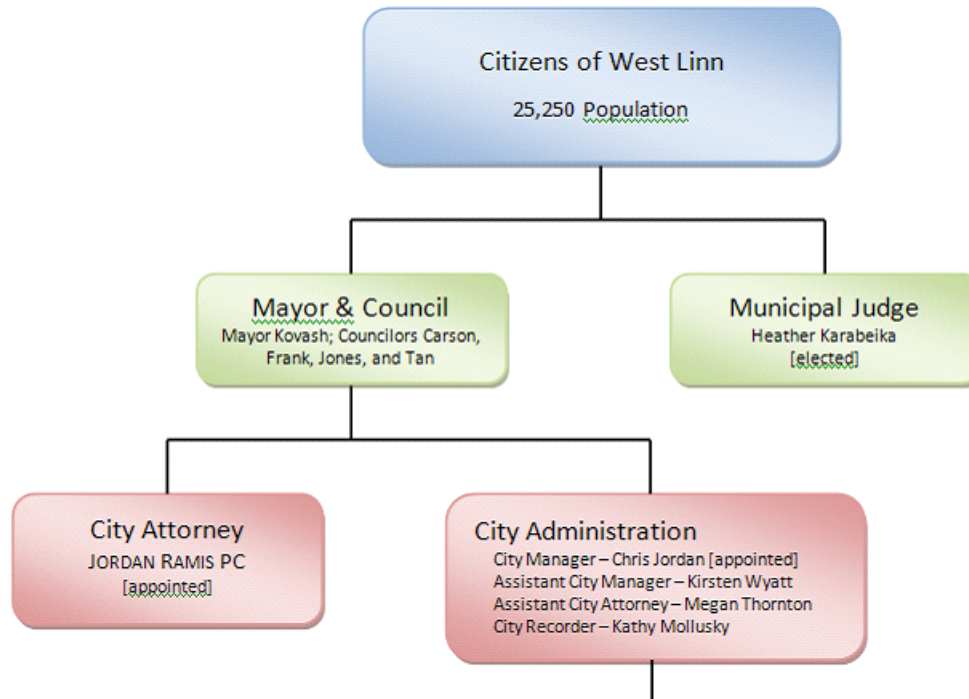 Citizens of West Linn
25,250 Population
Mayor & Council
Mayor Kovash; Councilors Carson,
Frank, Jones, and Tan
Municipal Judge
Heather Karabeika
[elected]
City Attorney
JORDAN RAMIS PC
[appointed]
City Administration
City Manager – Chris Jordan [appointed]
Assistant City Manager – Kirsten Wyatt
Assistant City Attorney – Megan Thornton
City Recorder – Kathy Mollusky